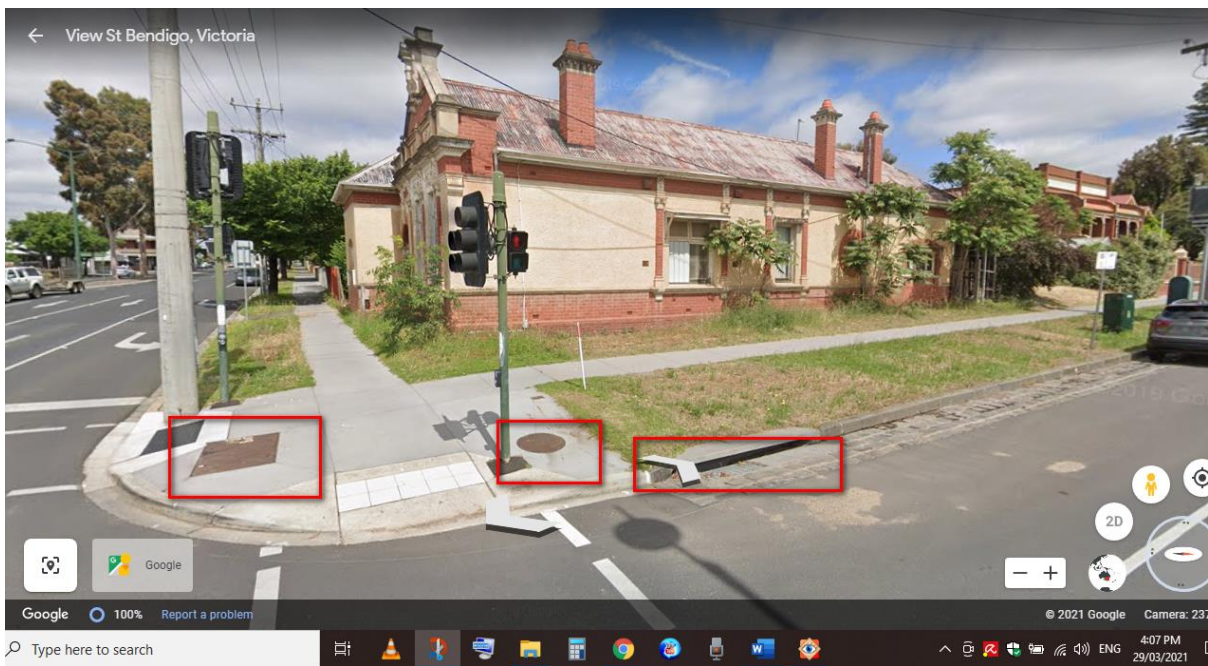 View St Bendigo, Victoria
2D
Google
Google 100% Report a problem
© 2021 Google Camera: 237
Type here to search
W
ENG
4:07 PM
29/03/2021